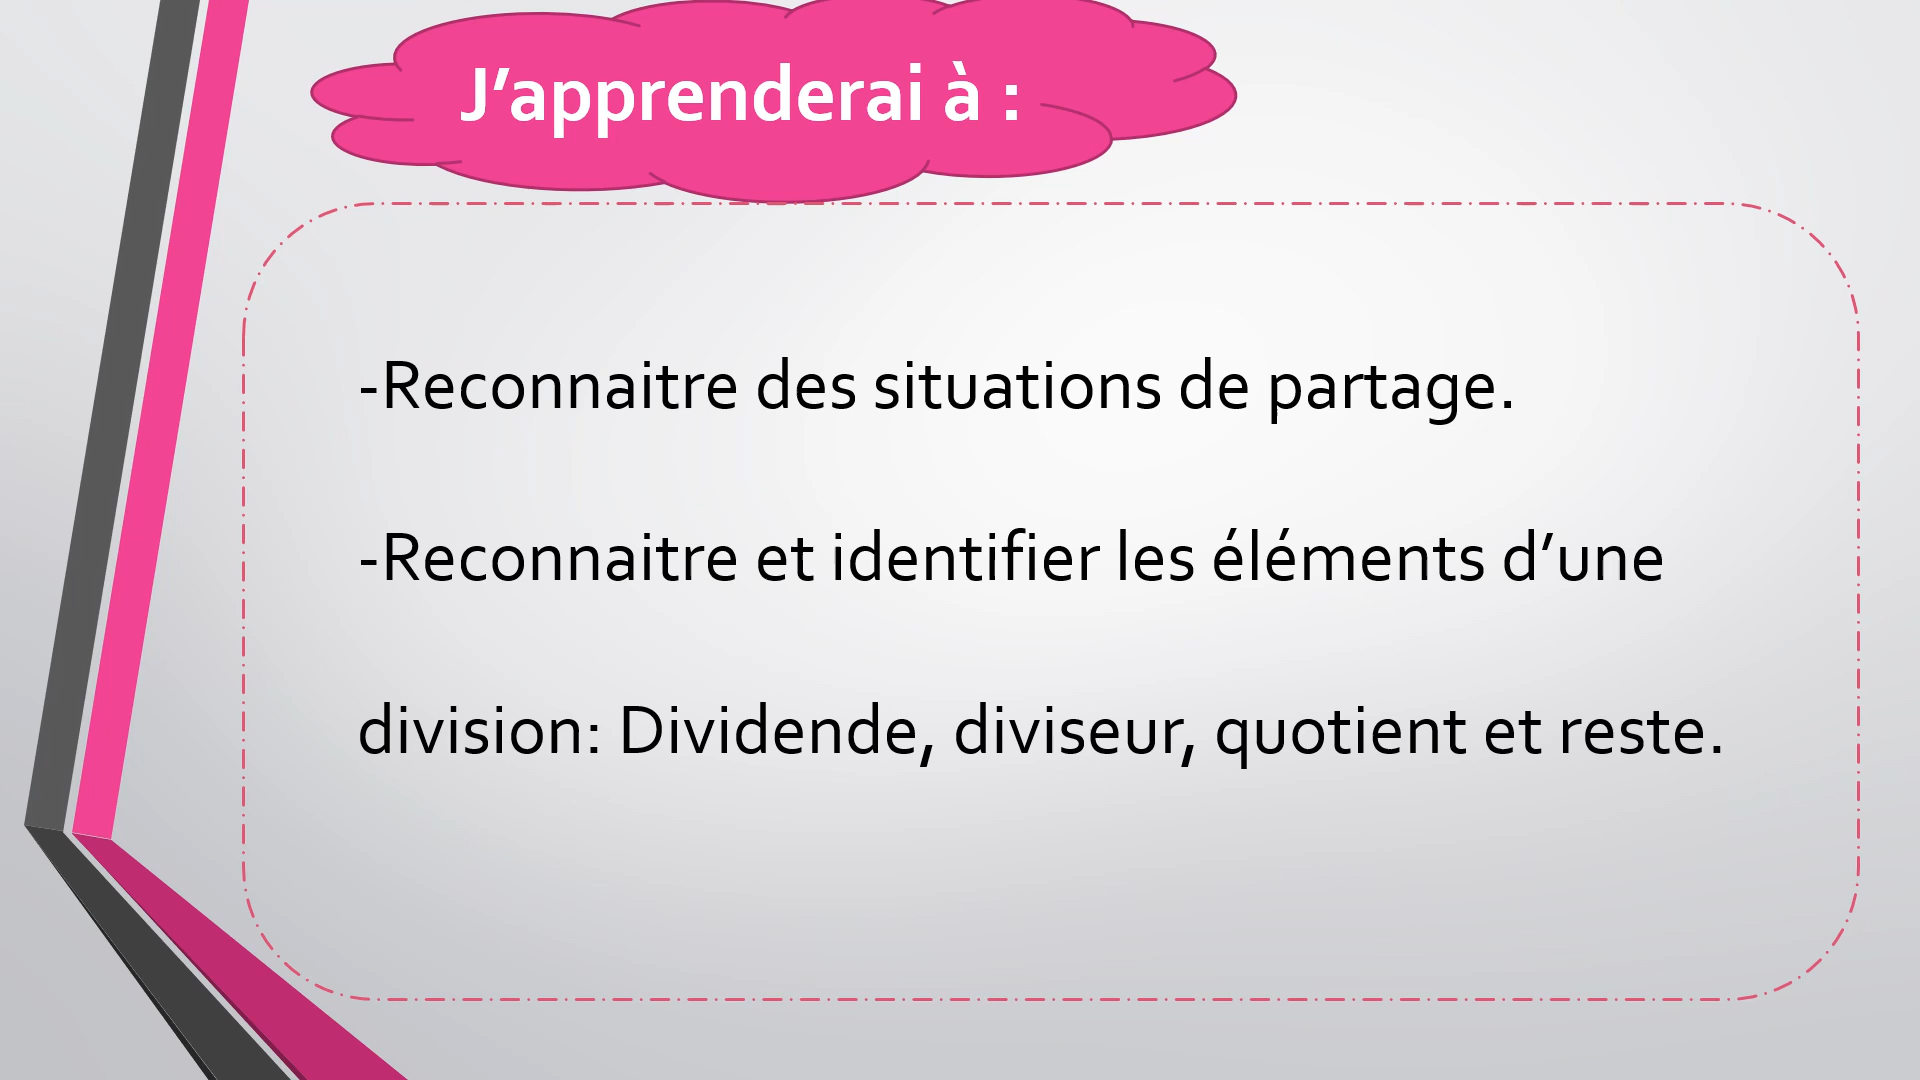 J’apprenderai à :
-Reconnaitre des situations de partage.
-Reconnaitre et identifier les éléments d’une
division: Dividende, diviseur, quotient et reste.